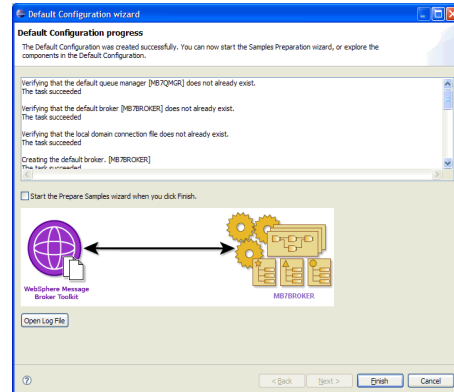 Default Configuration wizard
Default Configuration progress
The Default Configuration was created successfully. You can now start the Samples Preparation wizard, or explore the
components in the Default Configuration.
Verifying that the default queue manager [MB7QMGR] does not already exist.
The task succeeded
Verifying that the default broker [MB7BROKER] does not already exist.
The task succeeded
Verifying that the local domain connection file does not already exist.
The task succeeded
Creating the default broker. [MB7BROKER]
The task succeeded
Start the Prepare Samples wizard when you click Finish.
WebSphere Message
Broker Toolkit
MB7BROKER
Open Log File
?
< Back
Next >
Finish
Cancel